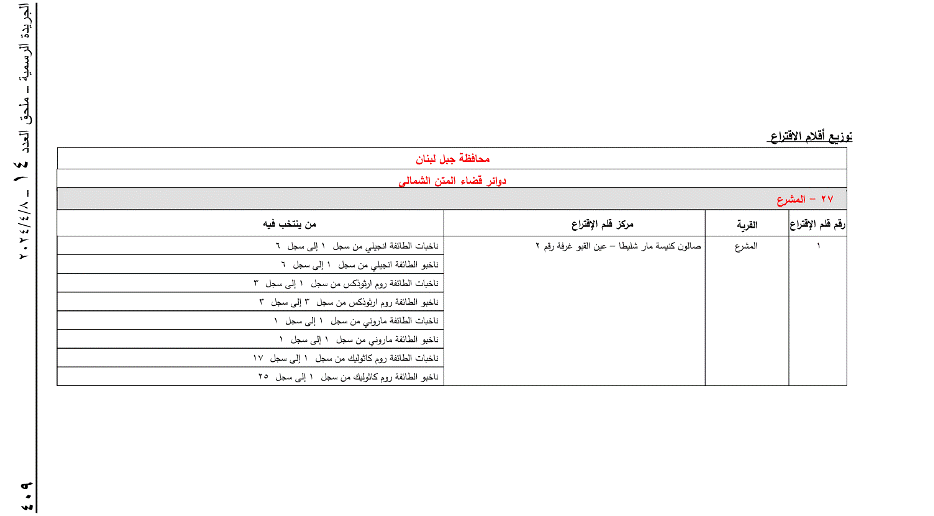 الجريدة الرسمية – ملحق العدد ١٤ – ٢٠٢٤/٤/٨
توزيع أقلام الاقتراع
محافظة جبل لبنان
دوائر قضاء المتن الشمالي
٢٧ – المشرع
رقم قلم الإقتراع القرية مركز قلم الإقتراع من ينتخب فيه
١ المشرع صالون كنيسة مار شليطا – عين القبو غرفة رقم ٢ ناخبات الطائفة انجيلي من سجل ١ إلى سجل ٦
ناخبو الطائفة انجيلي من سجل ١ إلى سجل ٦
ناخبات الطائفة روم ارثوذكس من سجل ١ إلى سجل ٣
ناخبو الطائفة روم ارثوذكس من سجل ٣ إلى سجل ٣
ناخبات الطائفة ماروني من سجل ١ إلى سجل ١
ناخبو الطائفة ماروني من سجل ١ إلى سجل ١
ناخبات الطائفة روم كاثوليك من سجل ١ إلى سجل ١٧
ناخبو الطائفة روم كاثوليك من سجل ١ إلى سجل ٢٥
٤٠٩